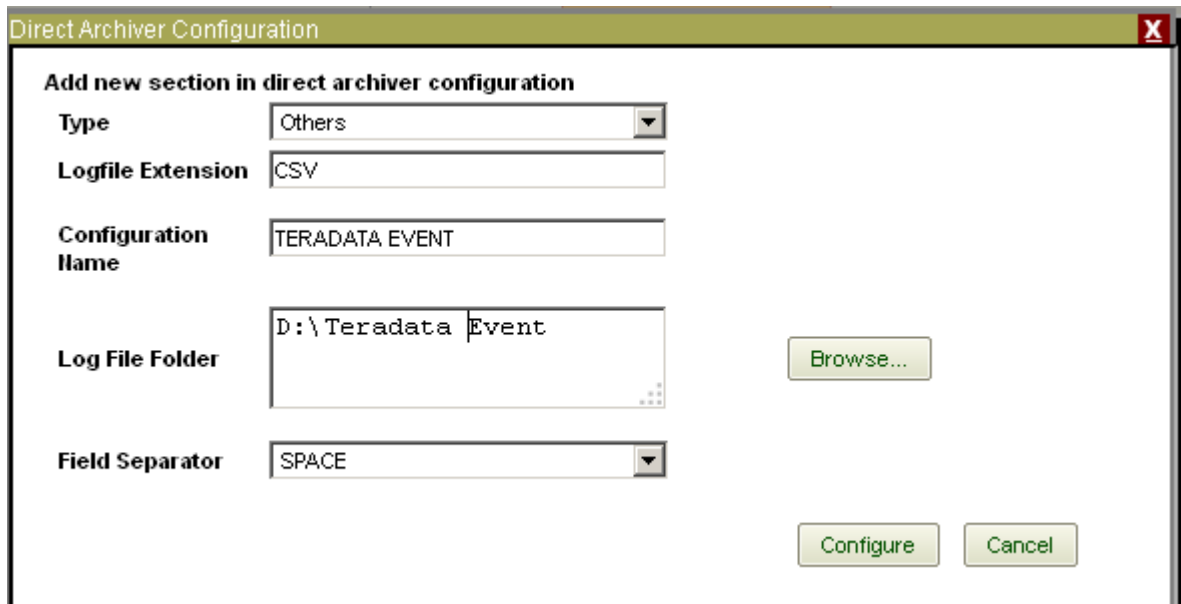 Direct Archiver Configuration X
Add new section in direct archiver configuration
Type Others
Logfile Extension CSV
Configuration
Name
TERADATA EVENT
Log File Folder
D:\Teradata Event
Browse...
Field Separator SPACE
Configure Cancel